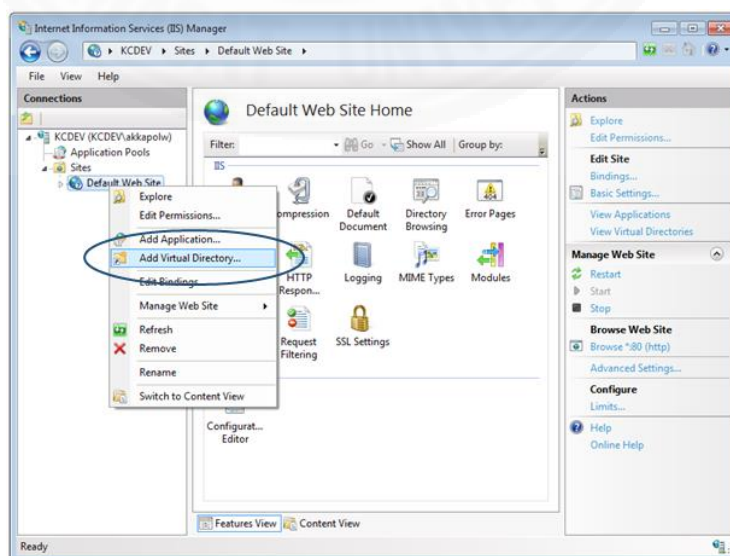 Internet Information Services (IIS) Manager
KCDEV Sites Default Web Site
File View Help
Connections
KCDEV (KCDEV\akkapolw)
Application Pools
Sites
Default Web Site
Explore
Edit Permissions...
Add Application...
Add Virtual Directory...
Edit Bindings
Manage Web Site
Refresh
Remove
Rename
Switch to Content View
Default Web Site Home
Filter: Go Show All Group by:
IIS
ompression
Default
Document
Directory
Browsing
Error Pages
HTTP
Respon...
Logging
MIME Types
Modules
Request
Filtering
SSL Settings
Configurat...
Editor
Features View Content View
Actions
Explore
Edit Permissions...
Edit Site
Bindings...
Basic Settings...
View Applications
View Virtual Directories
Manage Web Site
Restart
Start
Stop
Browse Web Site
Browse *:80 (http)
Advanced Settings...
Configure
Limits...
Help
Online Help
Ready